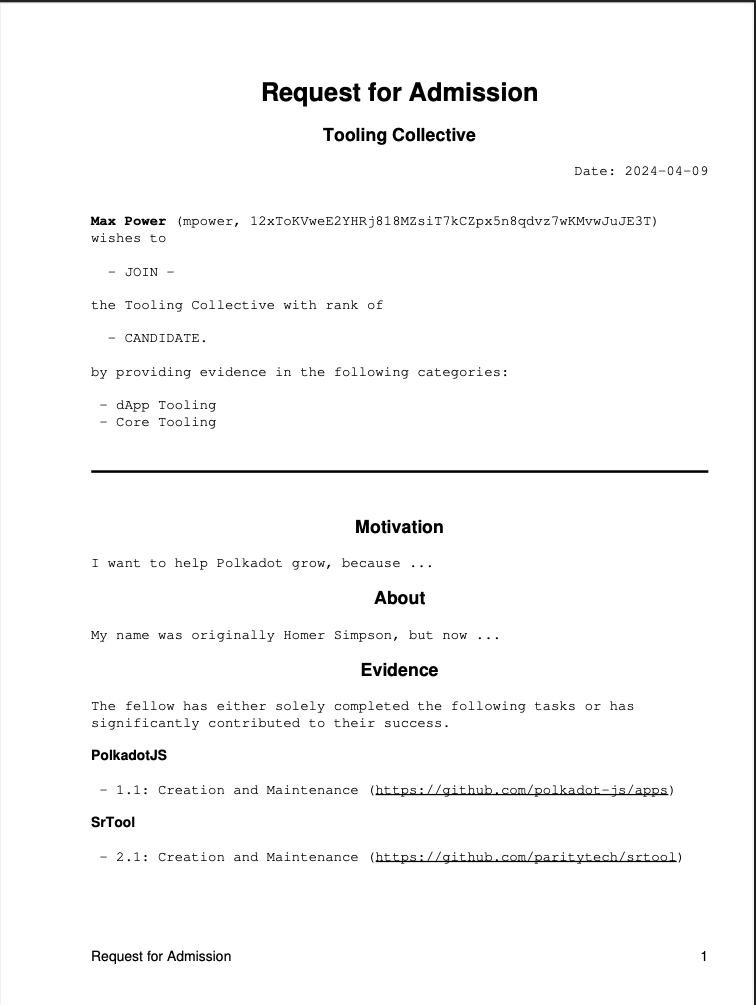 Request for Admission
Tooling Collective
Date: 2024-04-09
Max Power (mpower, 12xToKVweE2YHRj818MZsiT7kCZpx5n8qdvz7wKMvwJuJE3T)
wishes to
- JOIN -
the Tooling Collective with rank of
- CANDIDATE.
by providing evidence in the following categories:
- dApp Tooling
- Core Tooling
Motivation
I want to help Polkadot grow, because ...
About
My name was originally Homer Simpson, but now ...
Evidence
The fellow has either solely completed the following tasks or has
significantly contributed to their success.
PolkadotJS
- 1.1: Creation and Maintenance (https://github.com/polkadot-js/apps)
SrTool
- 2.1: Creation and Maintenance (https://github.com/paritytech/srtool)
Request for Admission 1